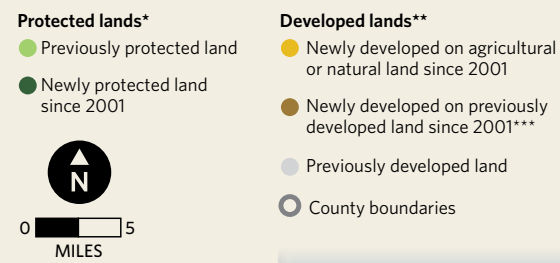 Protected lands*
Previously protected land
Newly protected land
since 2001
N
0 5
MILES
Developed lands**
Newly developed on agricultural
or natural land since 2001
Newly developed on previously
developed land since 2001***
Previously developed land
County boundaries